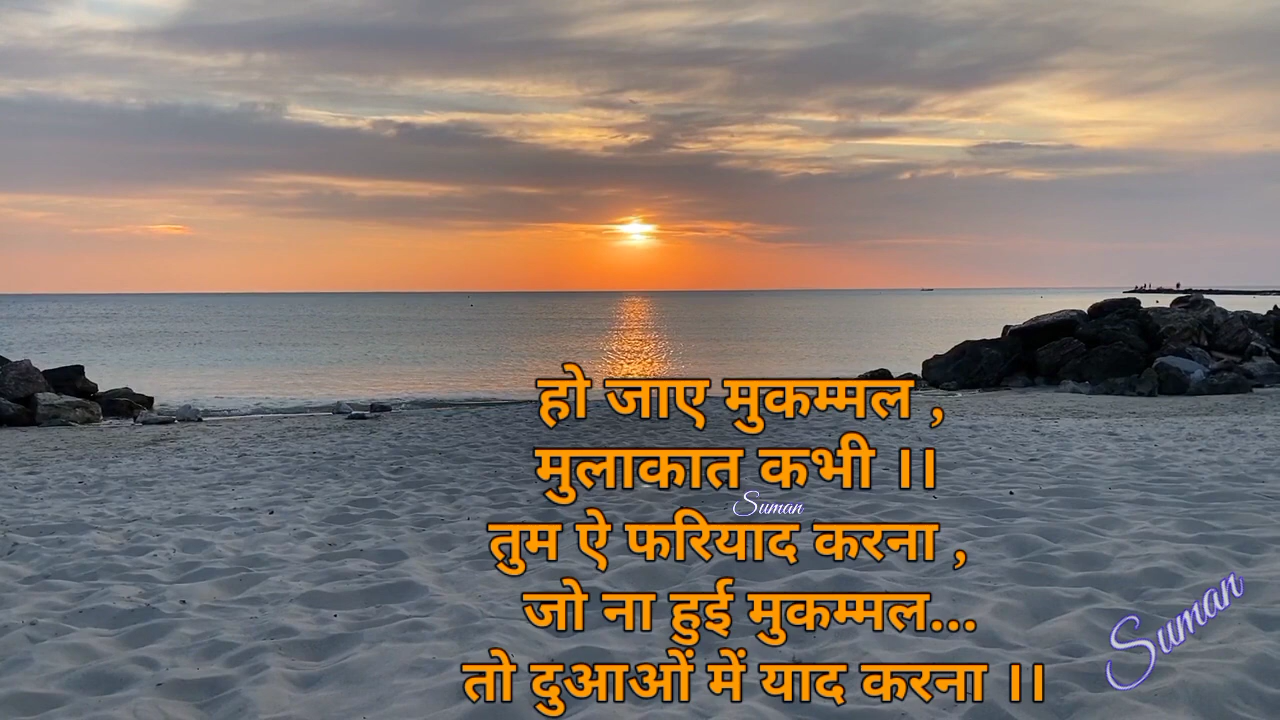 हो जाए मुकम्मल ,
मुलाकात कभी ।।
Suman
तुम ऐ फरियाद करना ,
जो ना हुई मुकम्मल...
तो दुआओं में याद करना ।।
Suman